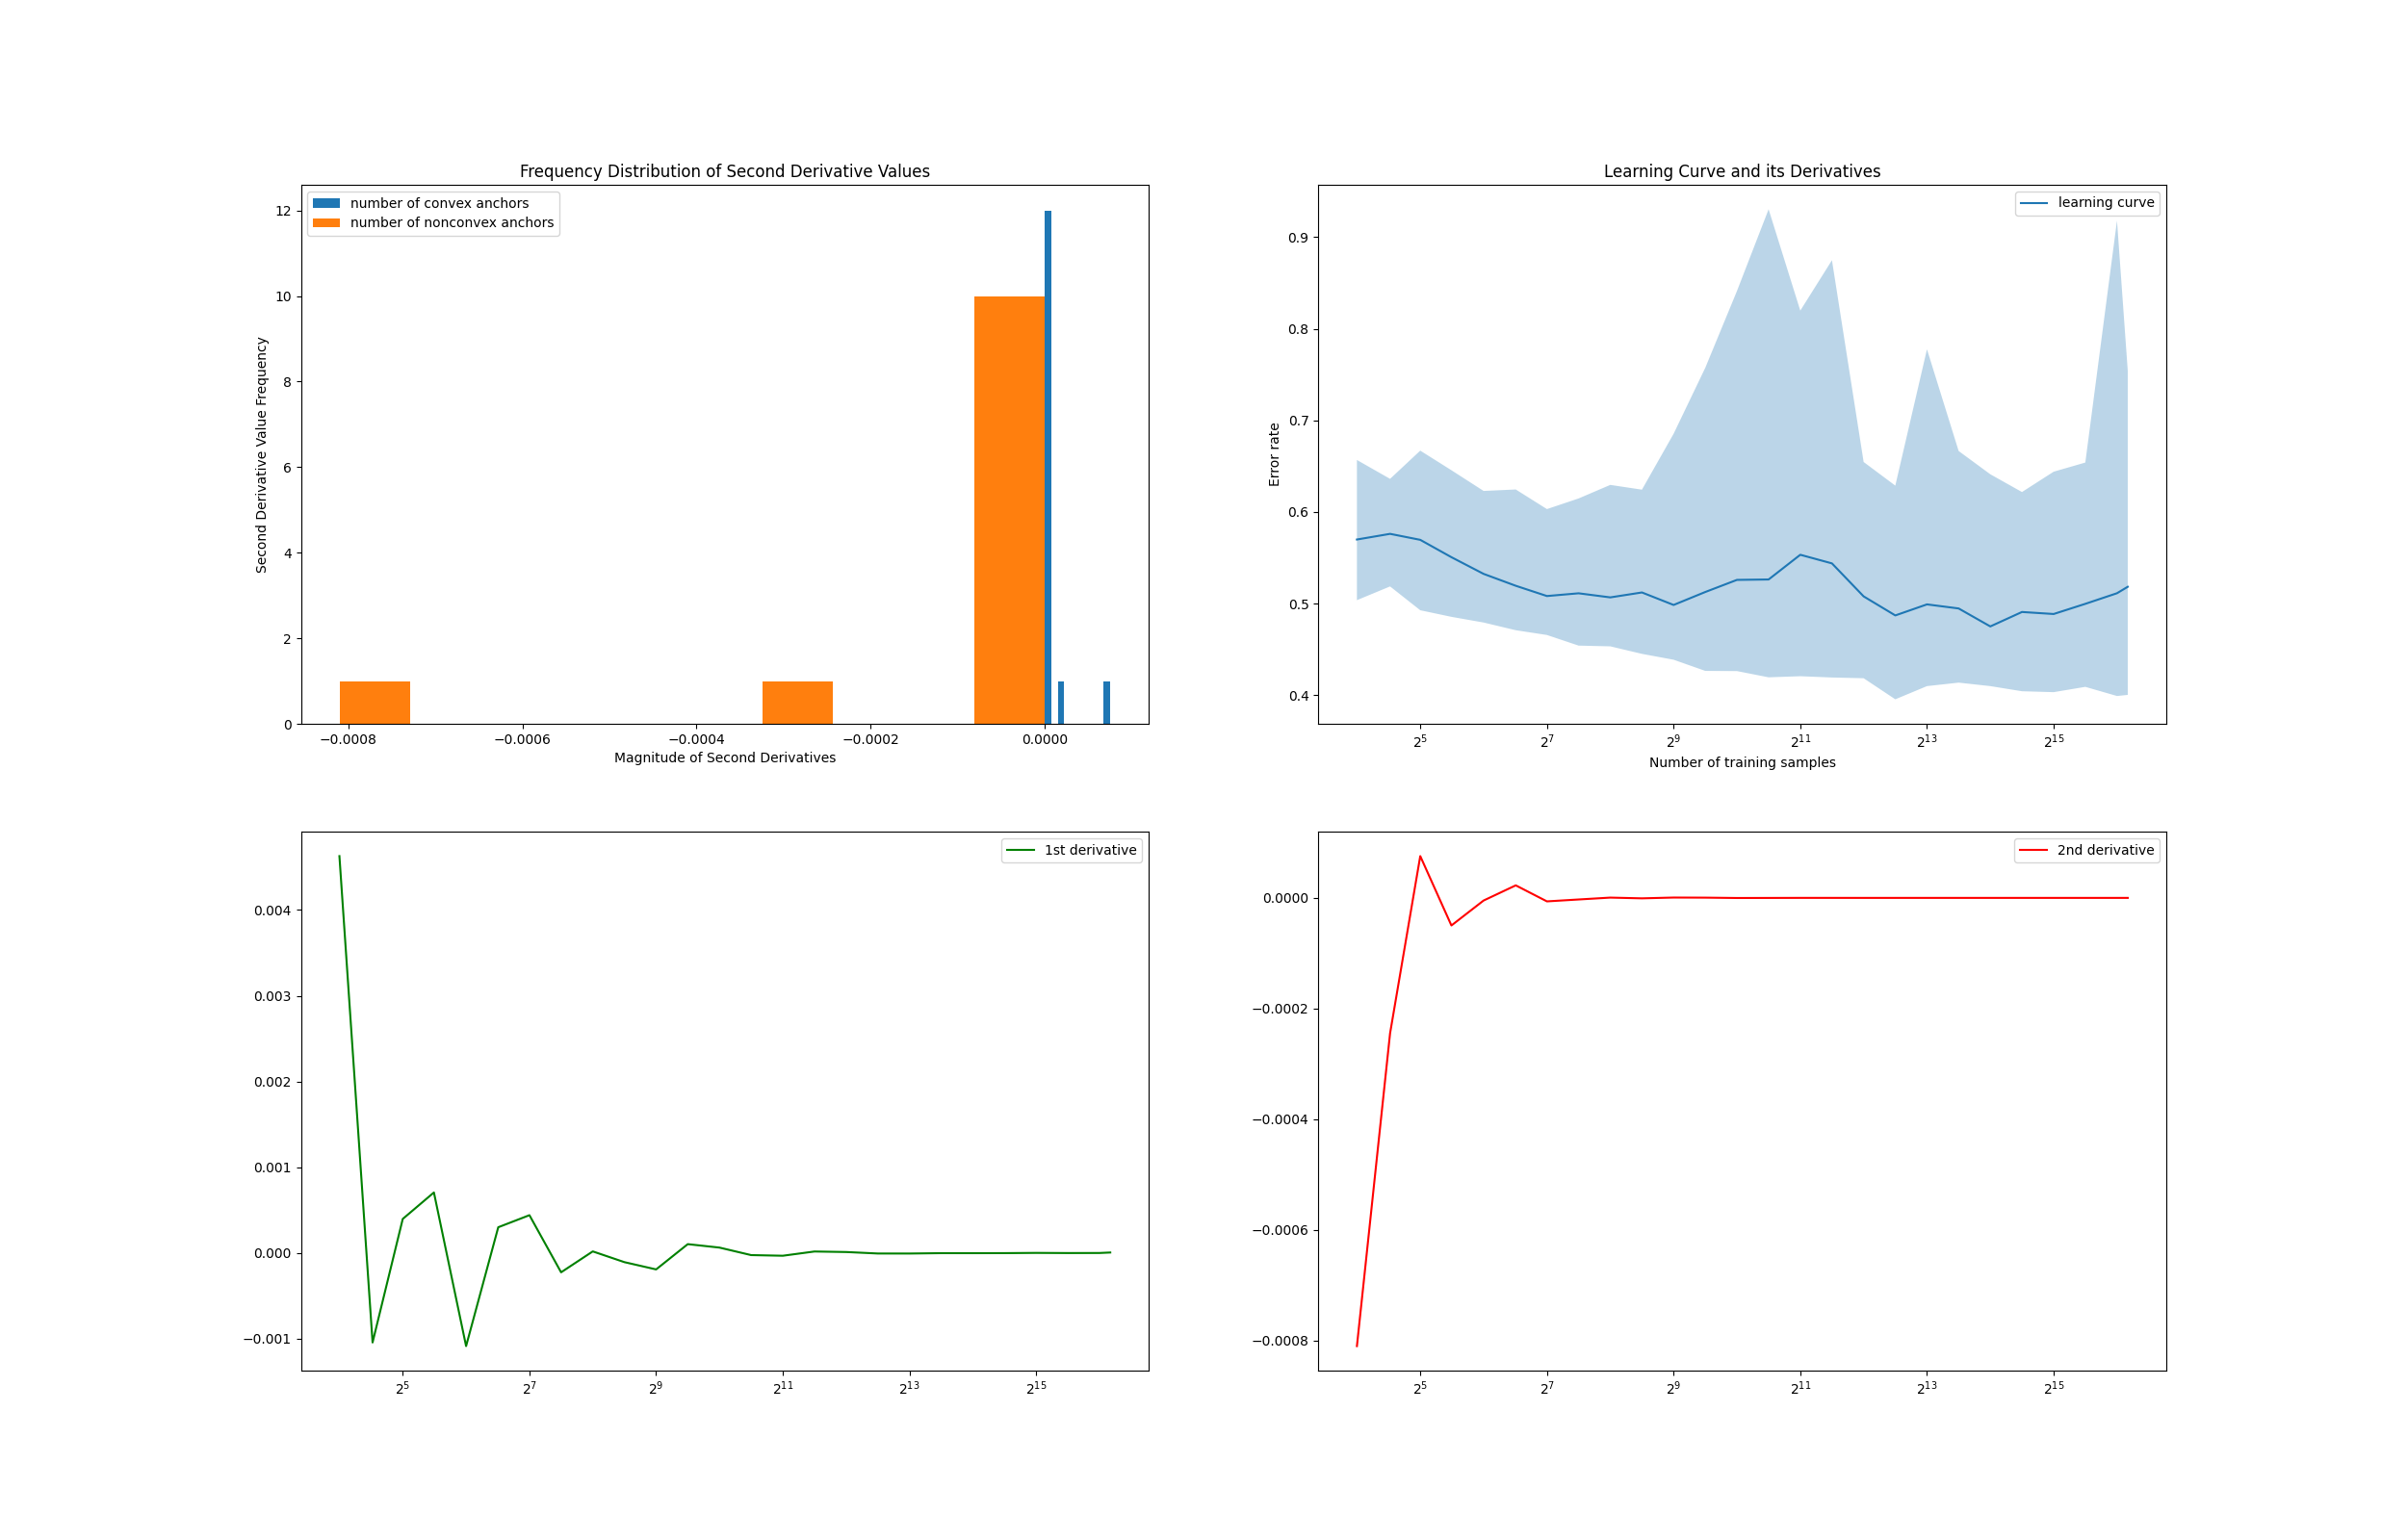 Frequency Distribution of Second Derivative Values
number of convex anchors
number of nonconvex anchors
12
10
8
6
4
2
0
Second Derivative Value Frequency
−0.0008 −0.0006 −0.0004 −0.0002 0.0000
Magnitude of Second Derivatives
Learning Curve and its Derivatives
learning curve
0.9
0.8
0.7
0.6
0.5
0.4
Error rate
2^5 2^7 2^9 2^11 2^13 2^15
Number of training samples
1st derivative
0.004
0.003
0.002
0.001
0.000
−0.001
2^5 2^7 2^9 2^11 2^13 2^15
2nd derivative
0.0000
−0.0002
−0.0004
−0.0006
−0.0008
2^5 2^7 2^9 2^11 2^13 2^15